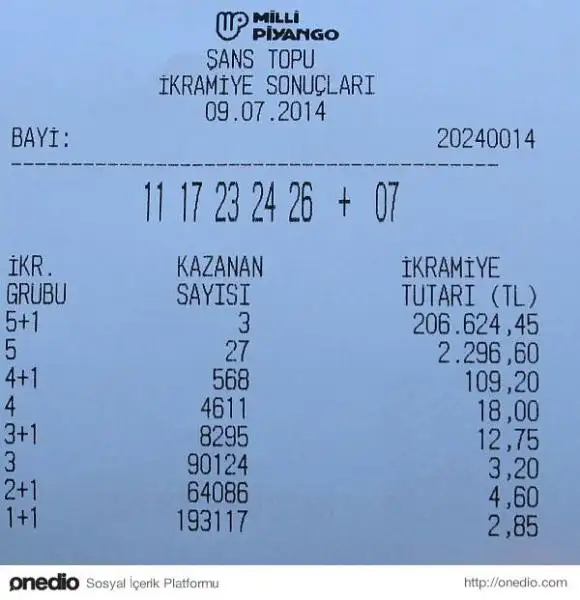 MİLLİ
PİYANGO
ŞANS TOPU
İKRAMİYE SONUÇLARI
09.07.2014
BAYİ: 20240014
11 17 23 24 26 + 07
İKR. KAZANAN İKRAMİYE
GRUBU SAYISI TUTARI (TL)
5+1 3 206.624,45
5 27 2.296,60
4+1 568 109,20
4 4611 18,00
3+1 8295 12,75
3 90124 3,20
2+1 64086 4,60
1+1 193117 2,85
onedio Sosyal İçerik Platformu http://onedio.com